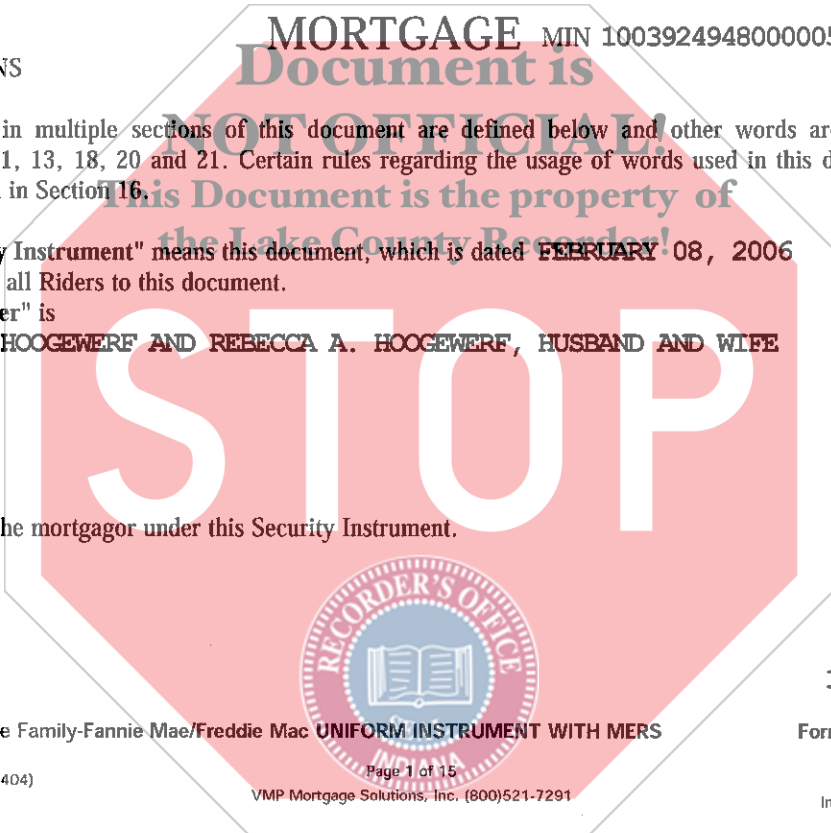 MORTGAGE MIN 100392494800000
Document is
NS
NOT OFFICIAL!
in multiple sections of this document are defined below and other words ar
1, 13, 18, 20 and 21. Certain rules regarding the usage of words used in this d
in Section 16.
This Document is the property of
the Lake County Recorder!
y Instrument" means this document, which is dated FEBRUARY 08, 2006
all Riders to this document.
er" is
HOOGEWERF AND REBECCA A. HOOGEWERF, HUSBAND AND WIFE
STOP
he mortgagor under this Security Instrument.
RECORDER'S OFFICE
SEAL
INDIANA
e Family-Fannie Mae/Freddie Mac UNIFORM INSTRUMENT WITH MERS
Form
404)
Page 1 of 15
VMP Mortgage Solutions, Inc. (800)521-7291
In